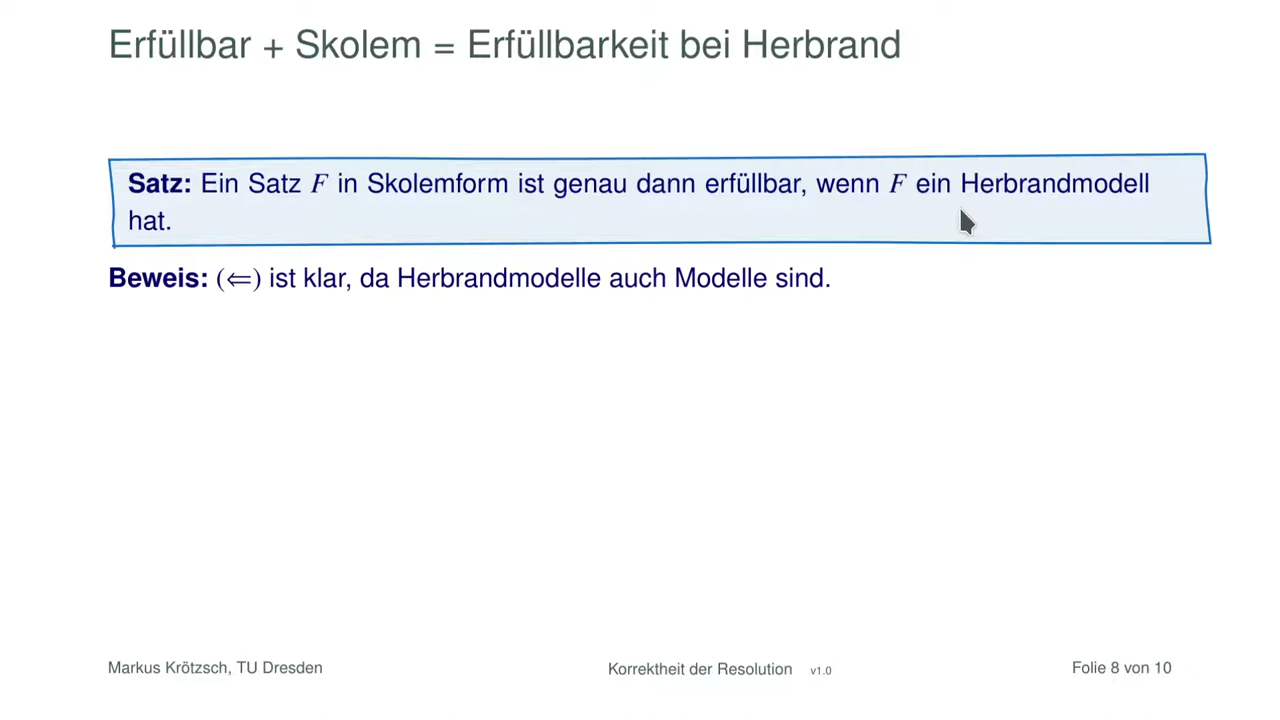 Erfüllbar + Skolem = Erfüllbarkeit bei Herbrand
Satz: Ein Satz F in Skolemform ist genau dann erfüllbar, wenn F ein Herbrandmodell
hat.
Beweis: (⇐) ist klar, da Herbrandmodelle auch Modelle sind.
Markus Krötzsch, TU Dresden Korrektheit der Resolution v1.0 Folie 8 von 10